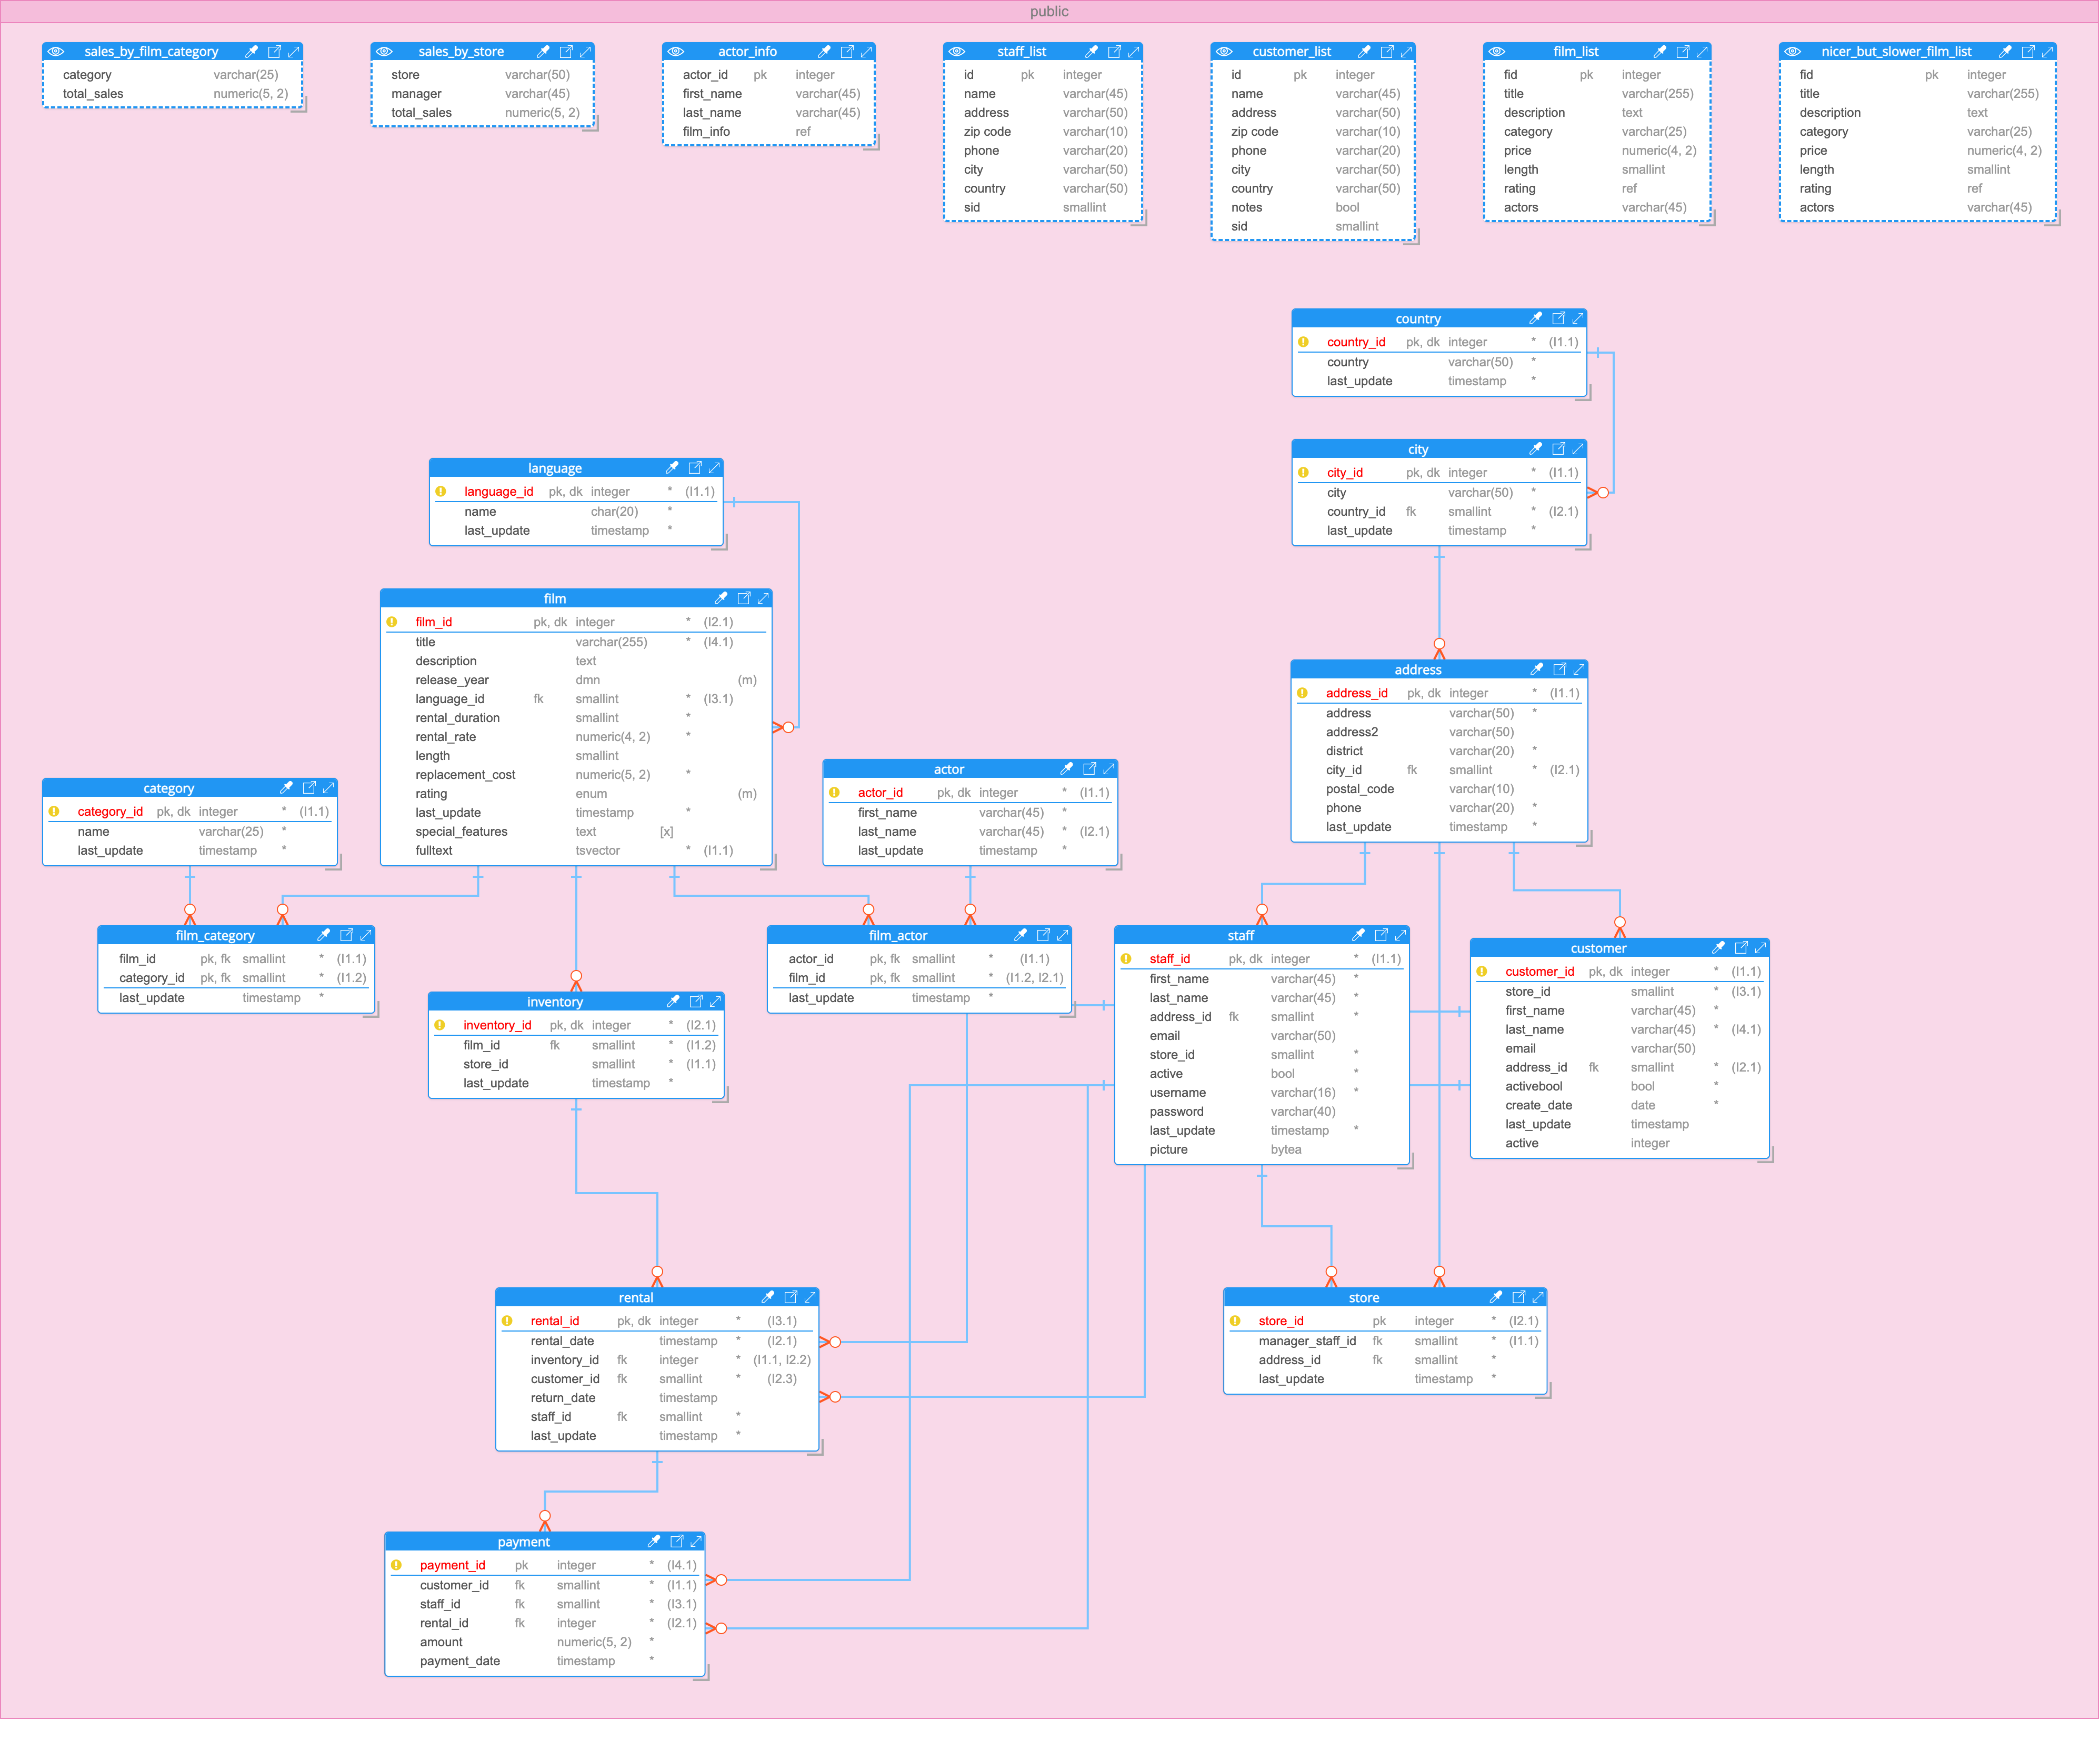 public
sales_by_film_category
category varchar(25)
total_sales numeric(5, 2)
sales_by_store
store varchar(50)
manager varchar(45)
total_sales numeric(5, 2)
actor_info
actor_id pk integer
first_name varchar(45)
last_name varchar(45)
film_info ref
staff_list
id pk integer
name varchar(45)
address varchar(50)
zip code varchar(10)
phone varchar(20)
city varchar(50)
country varchar(50)
sid smallint
customer_list
id pk integer
name varchar(45)
address varchar(50)
zip code varchar(10)
phone varchar(20)
city varchar(50)
country varchar(50)
notes bool
sid smallint
film_list
fid pk integer
title varchar(255)
description text
category varchar(25)
price numeric(4, 2)
length smallint
rating ref
actors varchar(45)
nicer_but_slower_film_list
fid pk integer
title varchar(255)
description text
category varchar(25)
price numeric(4, 2)
length smallint
rating ref
actors varchar(45)
country
country_id pk, dk integer * (I1.1)
country varchar(50) *
last_update timestamp *
city
city_id pk, dk integer * (I1.1)
city varchar(50) *
country_id fk smallint * (I2.1)
last_update timestamp *
language
language_id pk, dk integer * (I1.1)
name char(20) *
last_update timestamp *
film
film_id pk, dk integer * (I2.1)
title varchar(255) * (I4.1)
description text
release_year dmn (m)
language_id fk smallint * (I3.1)
rental_duration smallint *
rental_rate numeric(4, 2) *
length smallint
replacement_cost numeric(5, 2) *
rating enum (m)
last_update timestamp *
special_features text [x]
fulltext tsvector * (I1.1)
address
address_id pk, dk integer * (I1.1)
address varchar(50) *
address2 varchar(50)
district varchar(20) *
city_id fk smallint * (I2.1)
postal_code varchar(10)
phone varchar(20) *
last_update timestamp *
category
category_id pk, dk integer * (I1.1)
name varchar(25) *
last_update timestamp *
actor
actor_id pk, dk integer * (I1.1)
first_name varchar(45) *
last_name varchar(45) * (I2.1)
last_update timestamp *
film_category
film_id pk, fk smallint * (I1.1)
category_id pk, fk smallint * (I1.2)
last_update timestamp *
film_actor
actor_id pk, fk smallint * (I1.1)
film_id pk, fk smallint * (I1.2, I2.1)
last_update timestamp *
staff
staff_id pk, dk integer * (I1.1)
first_name varchar(45) *
last_name varchar(45) *
address_id fk smallint *
email varchar(50)
store_id smallint *
active bool *
username varchar(16) *
password varchar(40)
last_update timestamp *
picture bytea
customer
customer_id pk, dk integer * (I1.1)
store_id smallint * (I3.1)
first_name varchar(45) *
last_name varchar(45) * (I4.1)
email varchar(50)
address_id fk smallint * (I2.1)
activebool bool *
create_date date *
last_update timestamp
active integer
inventory
inventory_id pk, dk integer * (I2.1)
film_id fk smallint * (I1.2)
store_id smallint * (I1.1)
last_update timestamp *
rental
rental_id pk, dk integer * (I3.1)
rental_date timestamp * (I2.1)
inventory_id fk integer * (I1.1, I2.2)
customer_id fk smallint * (I2.3)
return_date timestamp
staff_id fk smallint *
last_update timestamp *
store
store_id pk integer * (I2.1)
manager_staff_id fk smallint * (I1.1)
address_id fk smallint *
last_update timestamp *
payment
payment_id pk integer * (I4.1)
customer_id fk smallint * (I1.1)
staff_id fk smallint * (I3.1)
rental_id fk integer * (I2.1)
amount numeric(5, 2) *
payment_date timestamp *